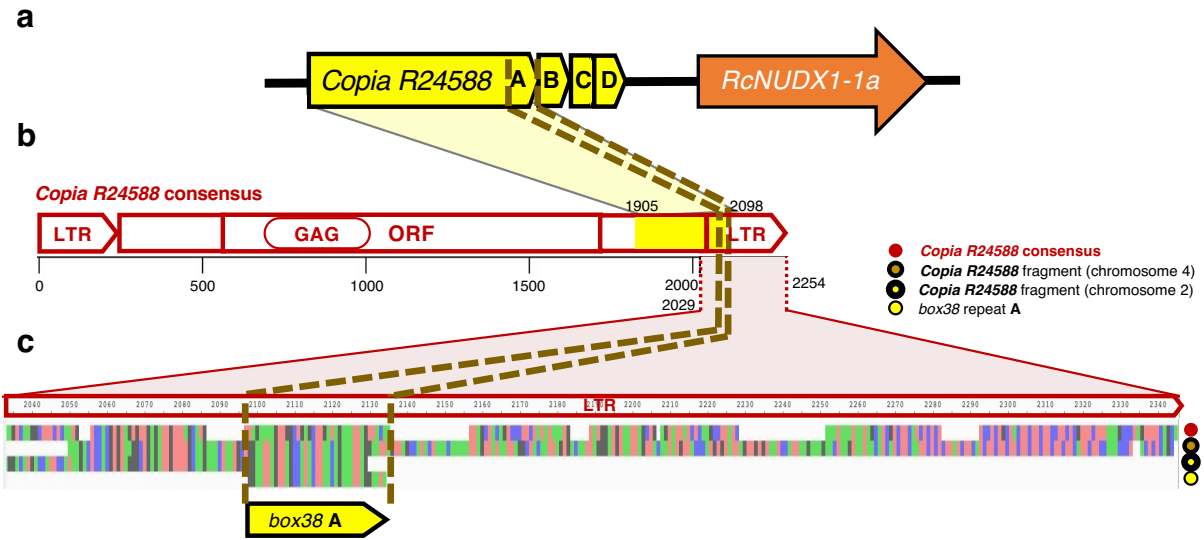 a
Copia R24588 A B C D RcNUDX1-1a
b
Copia R24588 consensus
1905 2098
LTR GAG ORF LTR
0 500 1000 1500 2000
2029 2254
Copia R24588 consensus
Copia R24588 fragment (chromosome 4)
Copia R24588 fragment (chromosome 2)
box38 repeat A
c
2040 2050 2060 2070 2080 2090 2100 2110 2120 2130 2140 2150 2160 2170 2180 2190 LTR 2200 2210 2220 2230 2240 2250 2260 2270 2280 2290 2300 2310 2320 2330 2340
box38 A